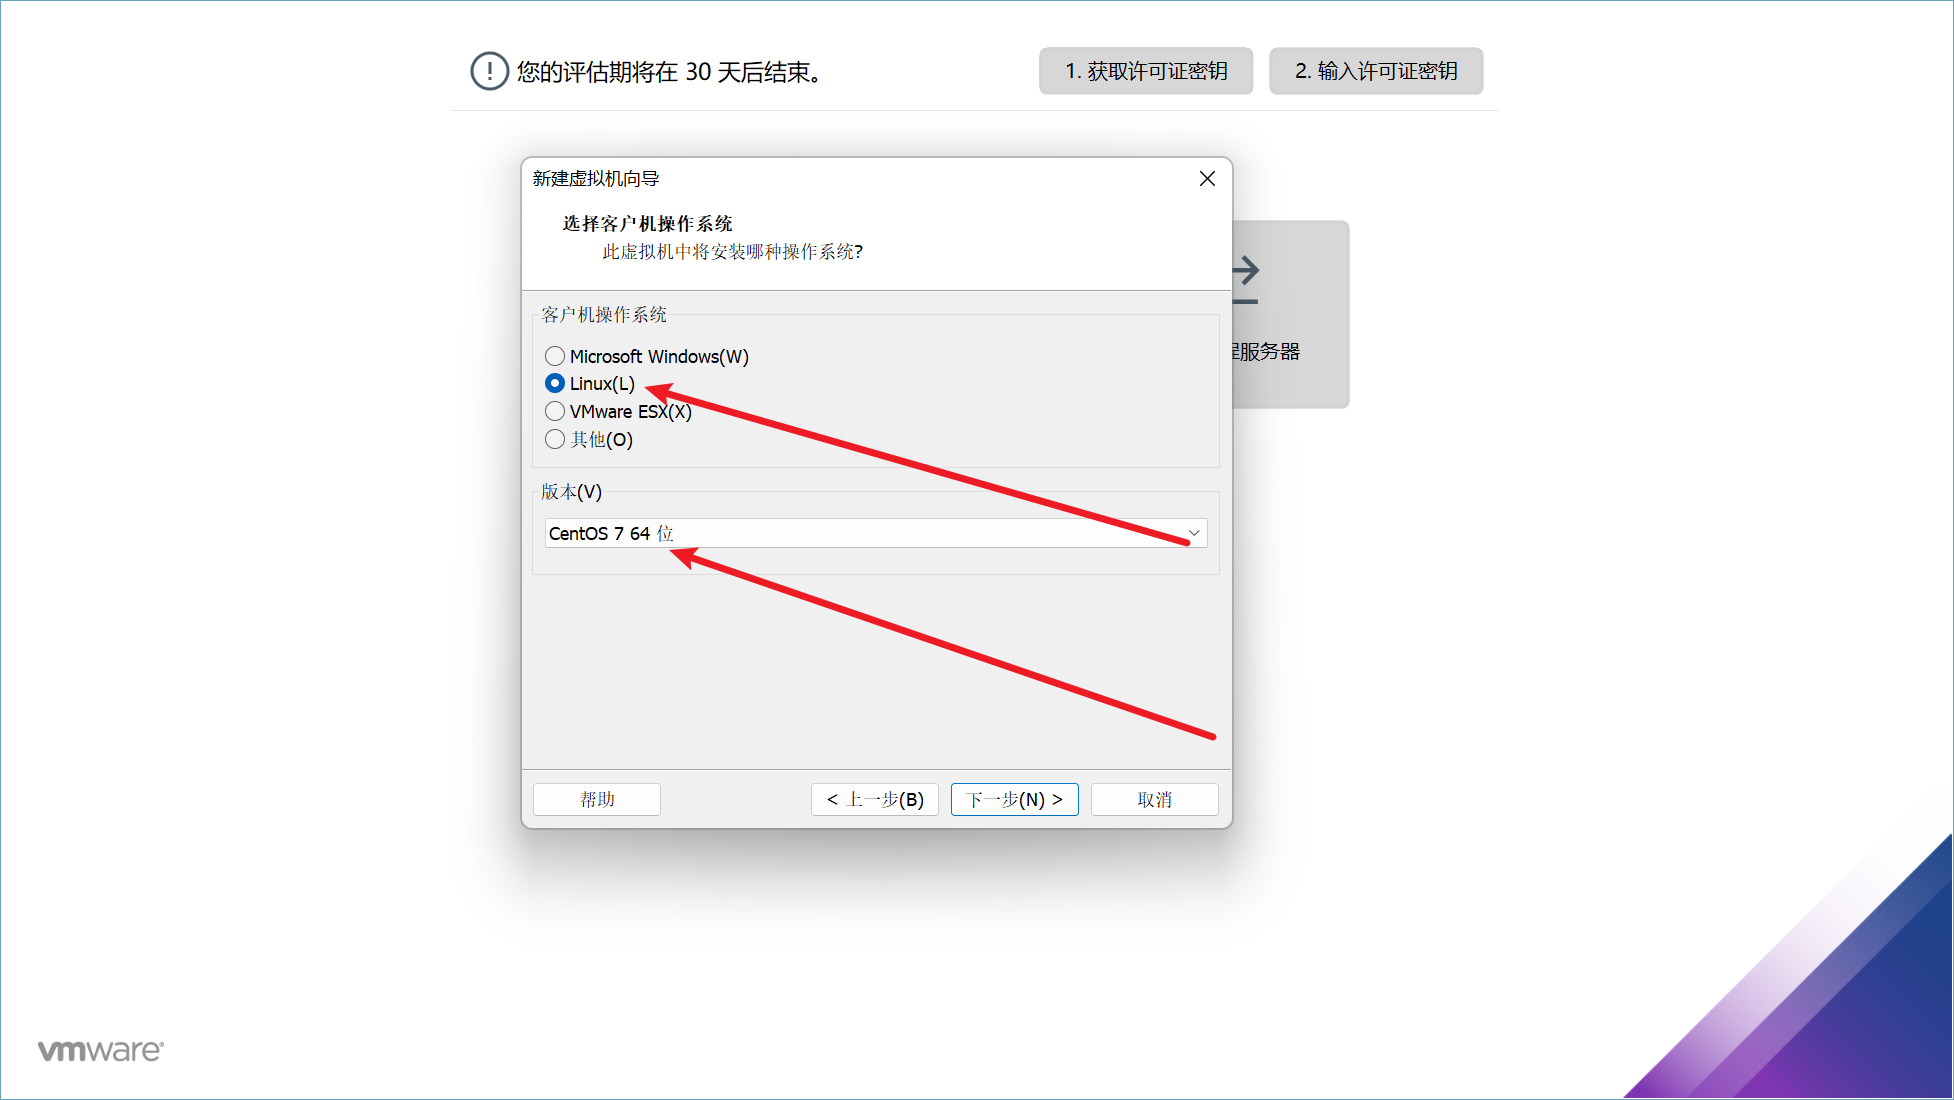 您的评估期将在 30 天后结束。
1. 获取许可证密钥
2. 输入许可证密钥
新建虚拟机向导
选择客户机操作系统
此虚拟机中将安装哪种操作系统?
客户机操作系统
Microsoft Windows(W)
Linux(L)
VMware ESX(X)
其他(O)
程服务器
版本(V)
CentOS 7 64 位
帮助
< 上一步(B)
下一步(N) >
取消
vmware®